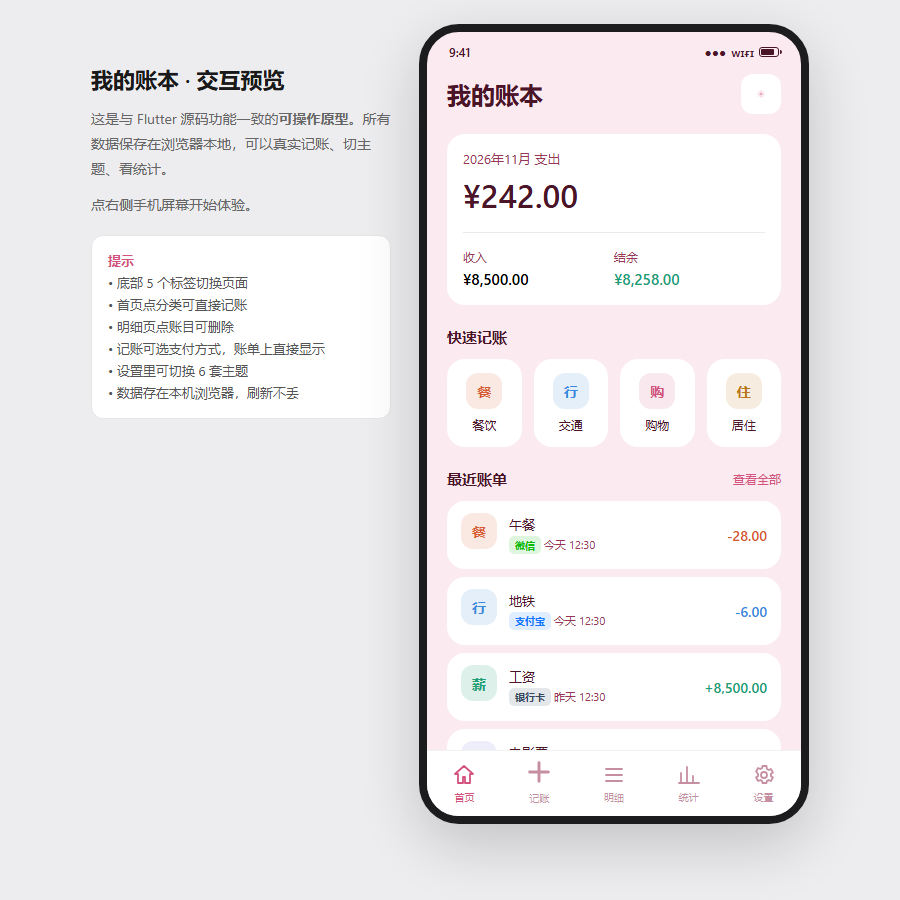 我的账本 · 交互预览
这是与 Flutter 源码功能一致的可操作原型。所有
数据保存在浏览器本地，可以真实记账、切主
题、看统计。
点右侧手机屏幕开始体验。
提示
• 底部 5 个标签切换页面
• 首页点分类可直接记账
• 明细页点账目可删除
• 记账可选支付方式，账单上直接显示
• 设置里可切换 6 套主题
• 数据存在本机浏览器，刷新不丢
9:41
●●● WIFI
我的账本
2026年11月 支出
¥242.00
收入 结余
¥8,500.00 ¥8,258.00
快速记账
餐 行 购 住
餐饮 交通 购物 居住
最近账单 查看全部
餐 午餐 -28.00
微信 今天 12:30
行 地铁 -6.00
支付宝 今天 12:30
薪 工资 +8,500.00
银行卡 昨天 12:30
首页 记账 明细 统计 设置